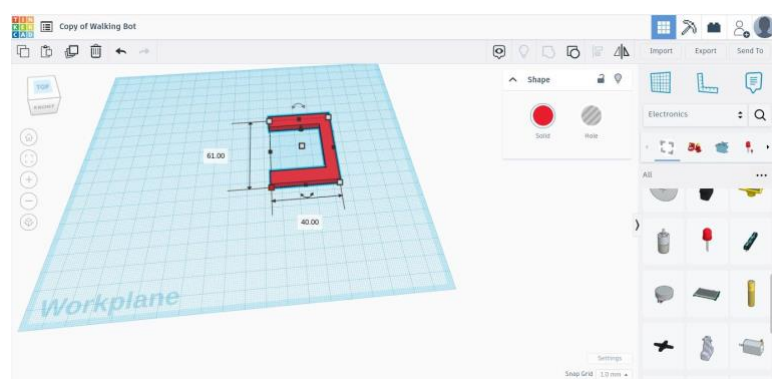 TIN
KER
CAD
Copy of Walking Bot
Import
Export
Send To
TOP
FRONT
Shape
Solid
Hole
Electronics
All
61.00
40.00
Workplane
Settings
Snap Grid
1.0 mm